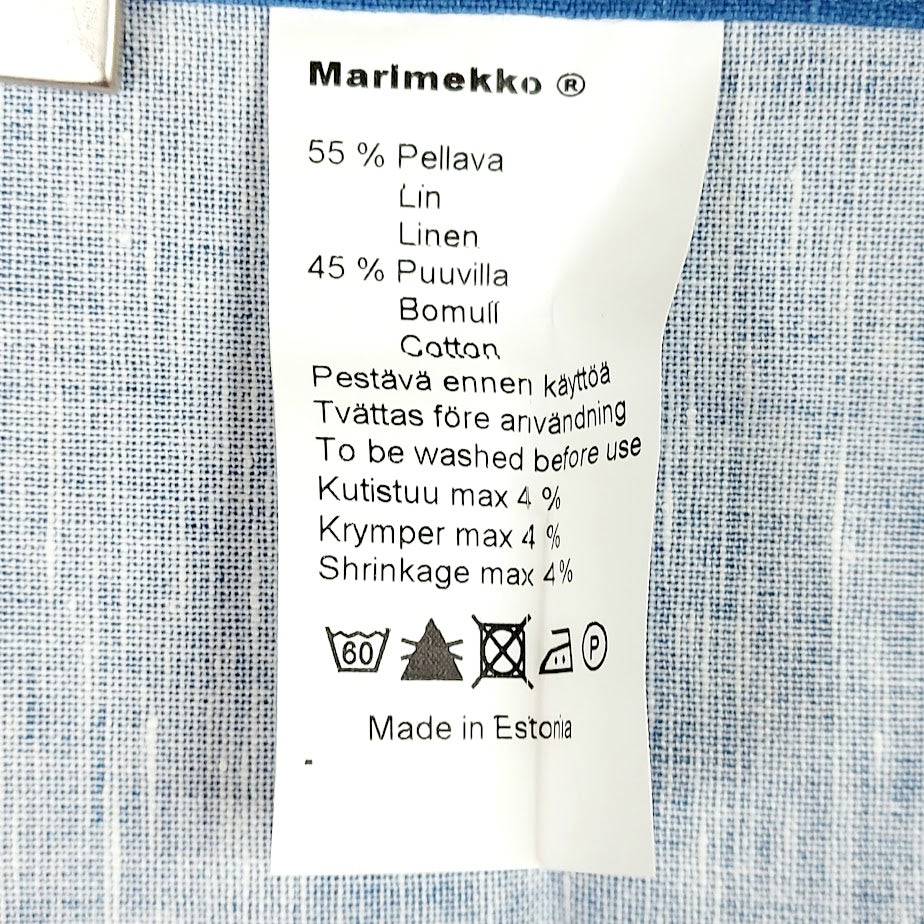 Marimekko ®
55 % Pellava
Lin
Linen
45 % Puuvilla
Bomull
Cotton
Pestävä ennen käyttöä
Tvättas före användning
To be washed before use
Kutistuu max 4 %
Krymper max 4 %
Shrinkage max 4%
60 P
Made in Estonia